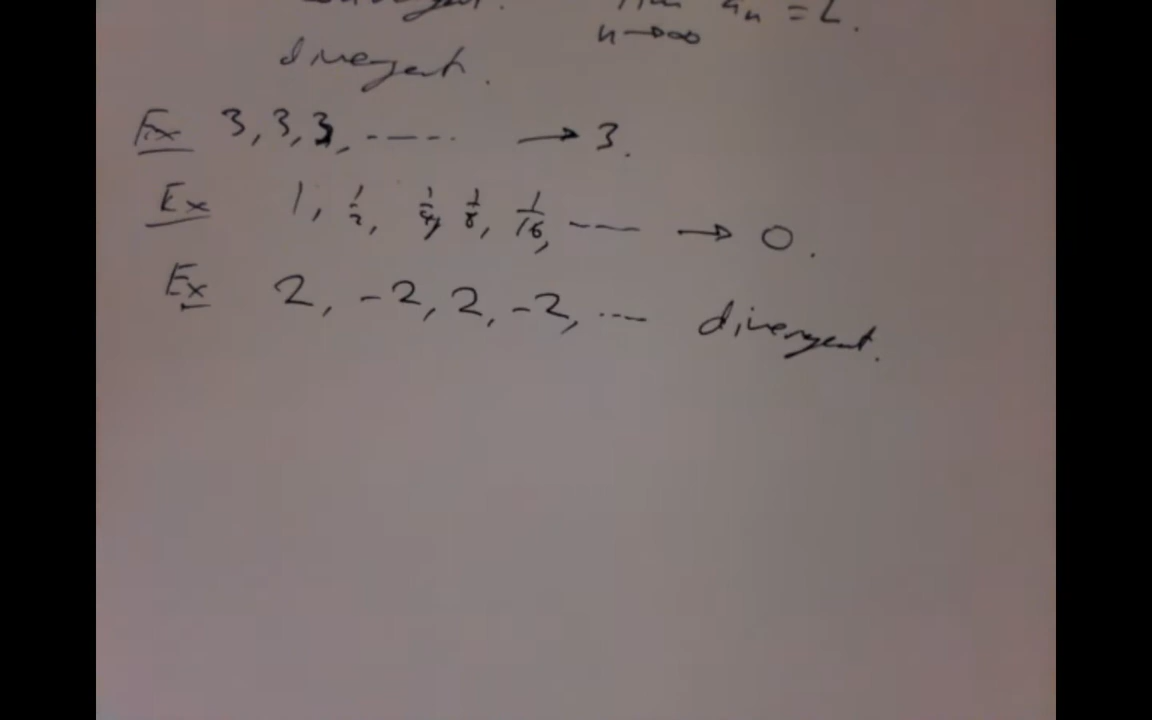 aₙ = L.
n→∞
divergent.
Ex 3, 3, 3, ----- → 3.
Ex 1, 1/2, 1/4, 1/8, 1/16, ---- → 0.
Ex 2, -2, 2, -2, ---- divergent.